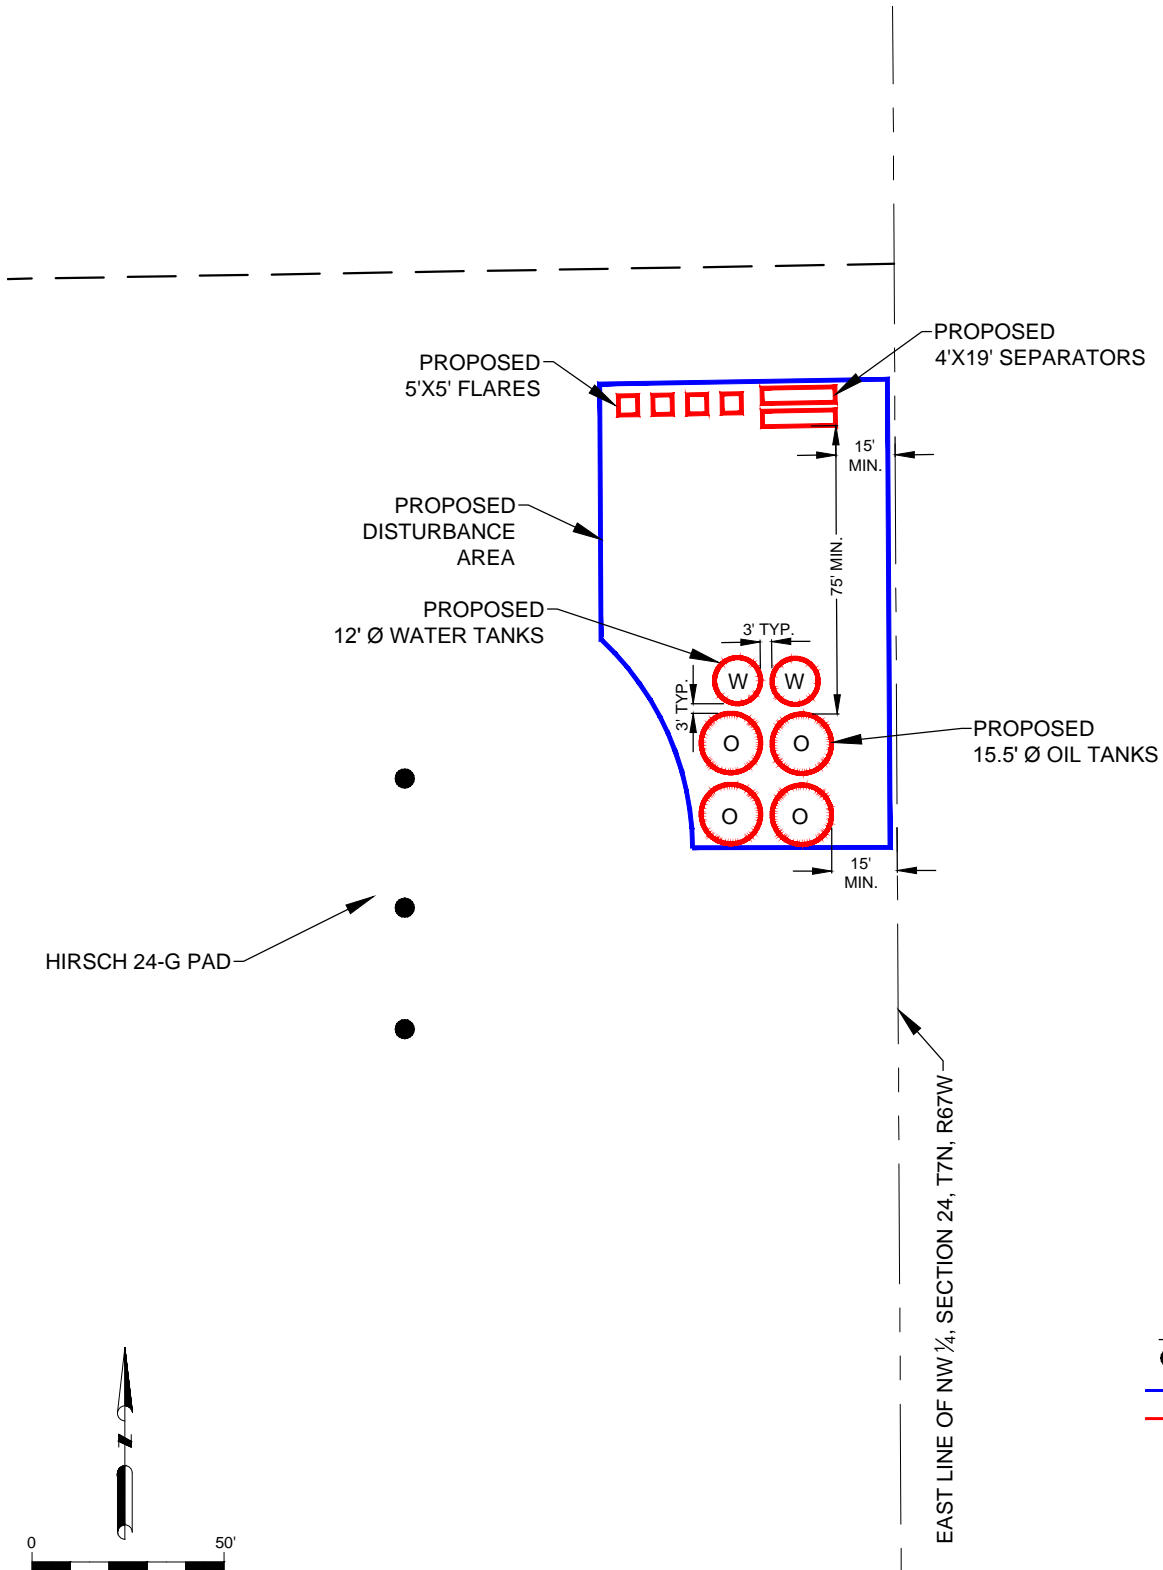 PROPOSED
4'X19' SEPARATORS
PROPOSED
5'X5' FLARES
15'
MIN.
PROPOSED
DISTURBANCE
AREA
75' MIN.
PROPOSED
12' Ø WATER TANKS
3' TYP.
W W
3' TYP.
O O
PROPOSED
15.5' Ø OIL TANKS
O O
15'
MIN.
HIRSCH 24-G PAD
EAST LINE OF NW ¼, SECTION 24, T7N, R67W
N
0 50'